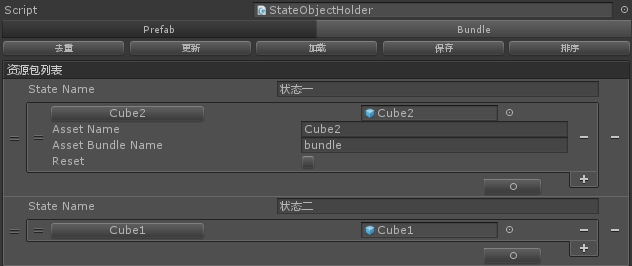 Script StateObjectHolder
Prefab Bundle
去重 更新 加载 保存 排序
资源包列表
State Name 状态一
Cube2 Cube2
Asset Name Cube2
Asset Bundle Name bundle
Reset
State Name 状态二
Cube1 Cube1